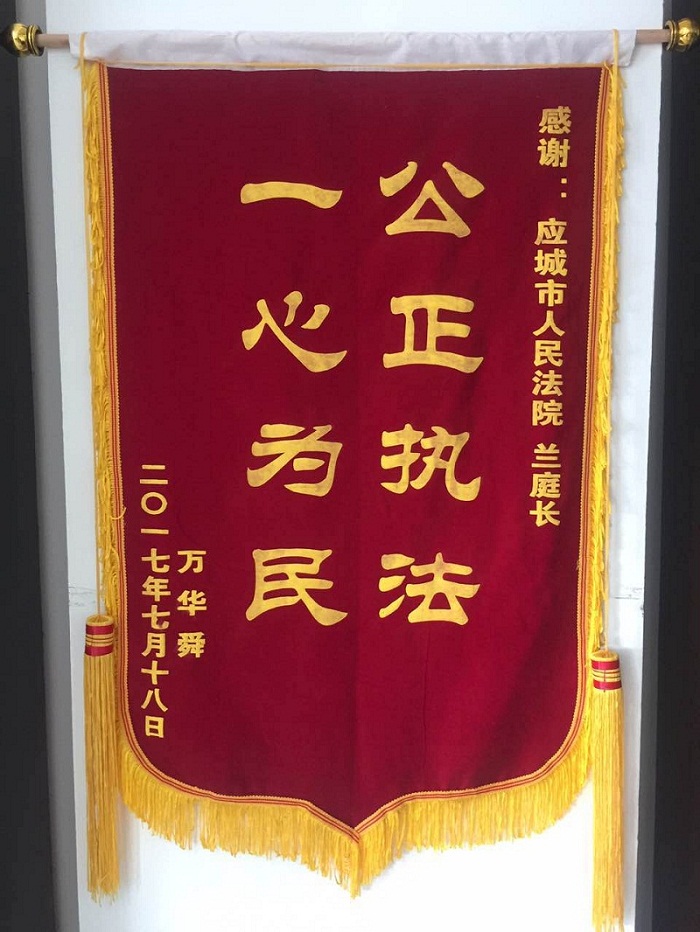 感谢：应城市人民法院 兰庭长
公正执法
一心为民
万华舜
二〇一七年七月十八日